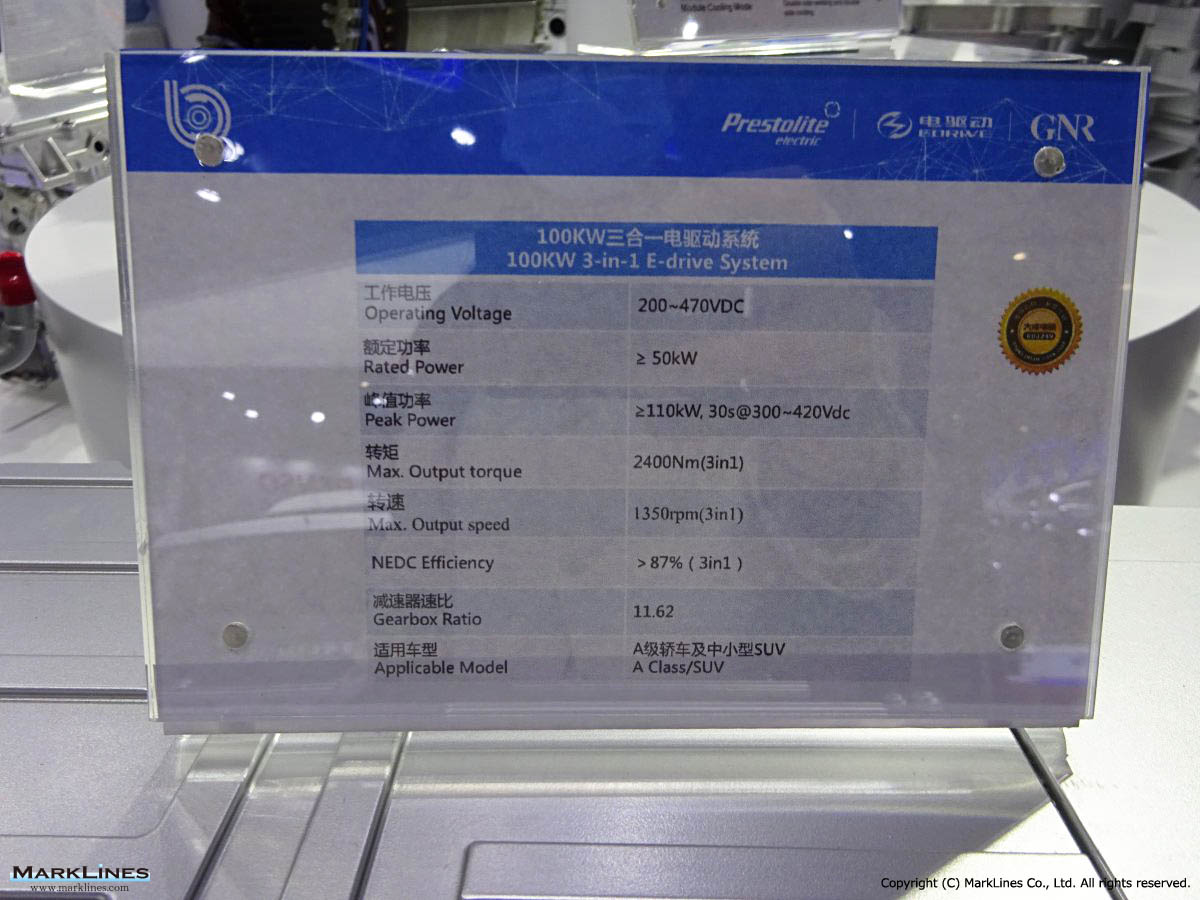 Module Cooling Mode
Prestolite
electric
电驱动
EDRIVE
GNR
100KW三合一电驱动系统
100KW 3-in-1 E-drive System
工作电压
Operating Voltage
200~470VDC
额定功率
Rated Power
≥ 50kW
峰值功率
Peak Power
≥110kW, 30s@300~420Vdc
转矩
Max. Output torque
2400Nm(3in1)
转速
Max. Output speed
1350rpm(3in1)
NEDC Efficiency
>87% ( 3in1 )
减速器速比
Gearbox Ratio
11.62
适用车型
Applicable Model
A级轿车及中小型SUV
A Class/SUV
MARKLINES
www.marklines.com
Copyright (C) MarkLines Co., Ltd. All rights reserved.